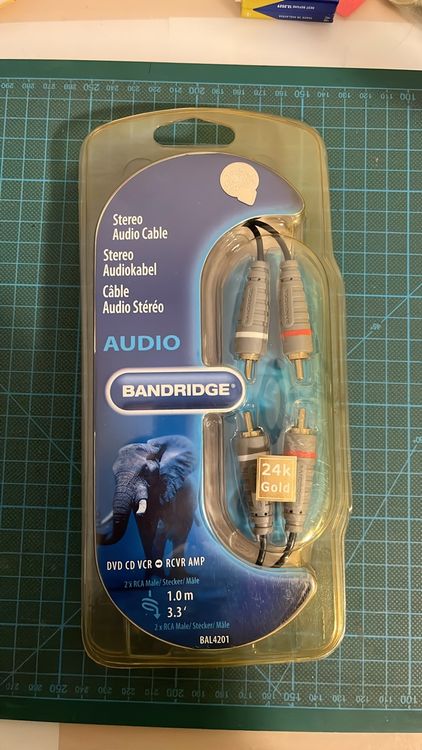 Stereo
Audio Cable
Stereo
Audiokabel
Câble
Audio Stéréo
AUDIO
BANDRIDGE®
24k
Gold
DVD CD VCR RCVR AMP
2 x RCA Male/ Stecker/ Mâle
1.0 m
3.3'
2 x RCA Male/ Stecker/ Mâle
BAL4201